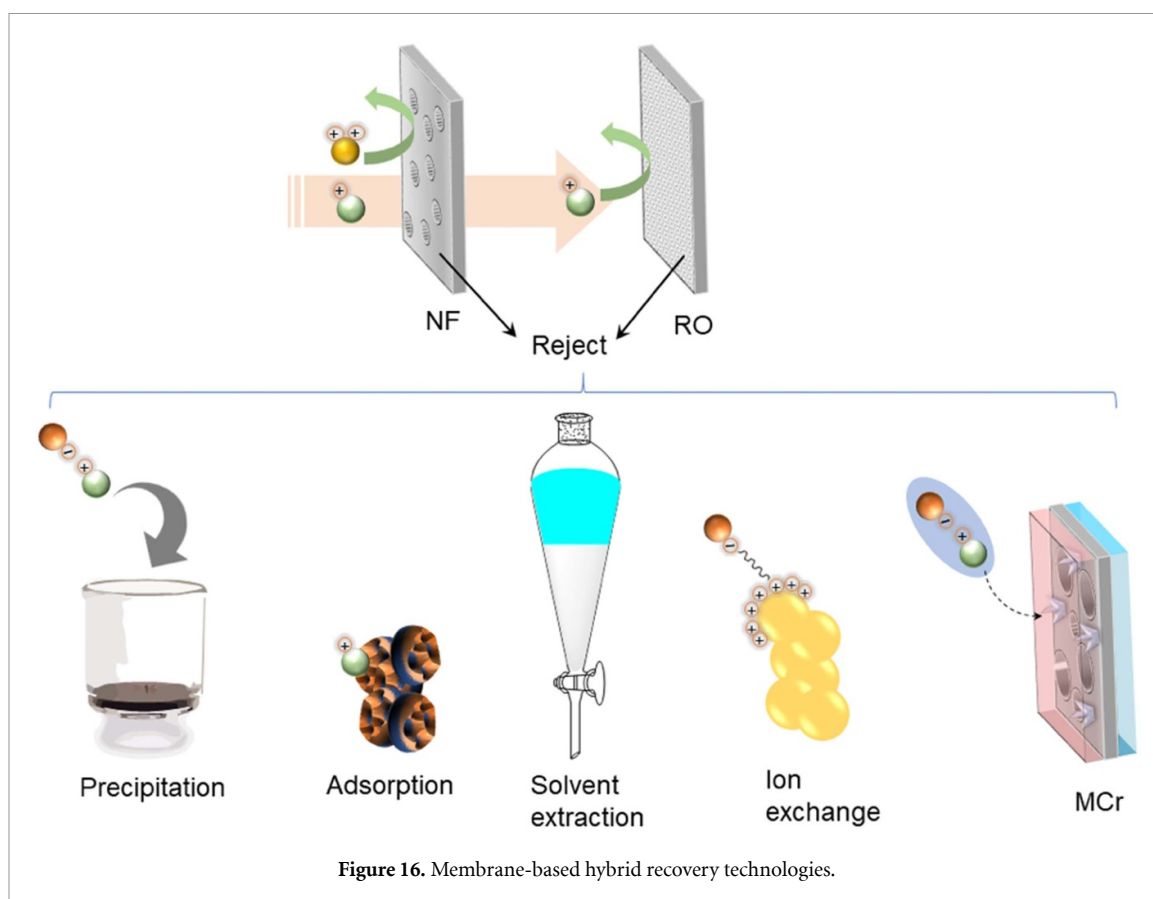 NF
RO
Reject
Precipitation
Adsorption
Solvent
extraction
Ion
exchange
MCr
Figure 16. Membrane-based hybrid recovery technologies.